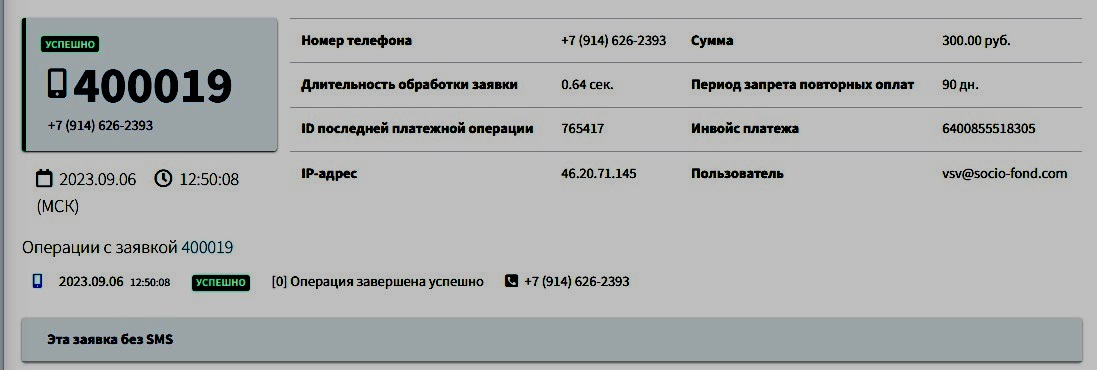 УСПЕШНО
400019
+7 (914) 626-2393
2023.09.06 12:50:08
(МСК)
Номер телефона +7 (914) 626-2393 Сумма 300.00 руб.
Длительность обработки заявки 0.64 сек. Период запрета повторных оплат 90 дн.
ID последней платежной операции 765417 Инвойс платежа 6400855518305
IP-адрес 46.20.71.145 Пользователь vsv@socio-fond.com
Операции с заявкой 400019
2023.09.06 12:50:08 УСПЕШНО [0] Операция завершена успешно +7 (914) 626-2393
Эта заявка без SMS